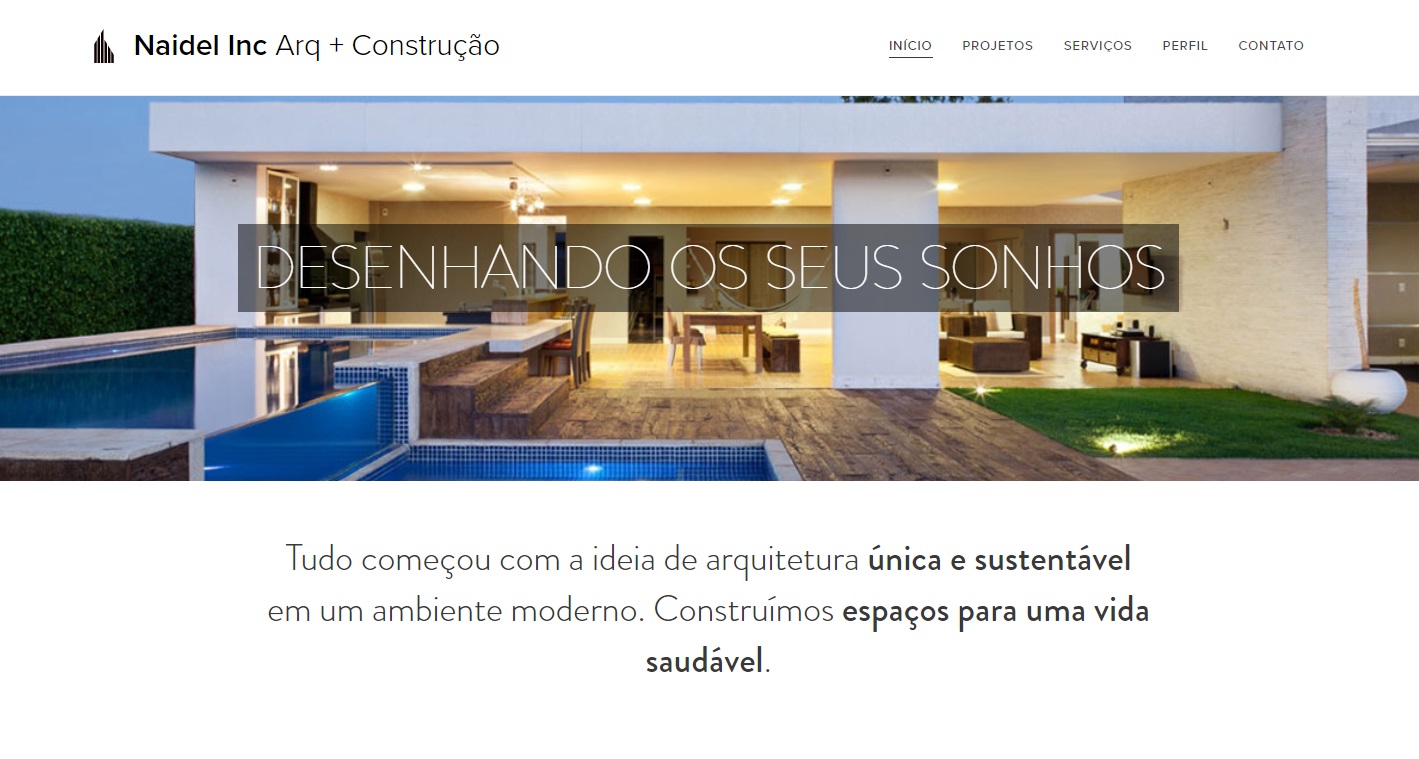 Naidel Inc Arq + Construção
INÍCIO PROJETOS SERVIÇOS PERFIL CONTATO
DESENHANDO OS SEUS SONHOS
Tudo começou com a ideia de arquitetura única e sustentável
em um ambiente moderno. Construímos espaços para uma vida
saudável.